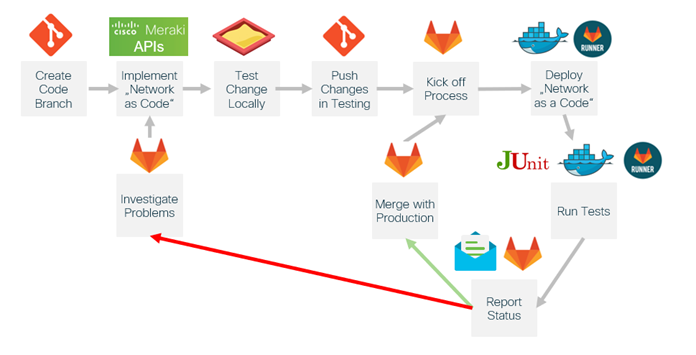 CISCO Meraki
APIs
RUNNER
Create
Code
Branch
Implement
„Network
as Code“
Test
Change
Locally
Push
Changes
in Testing
Kick off
Process
Deploy
„Network
as a Code“
JUnit
RUNNER
Investigate
Problems
Merge with
Production
Run Tests
Report
Status